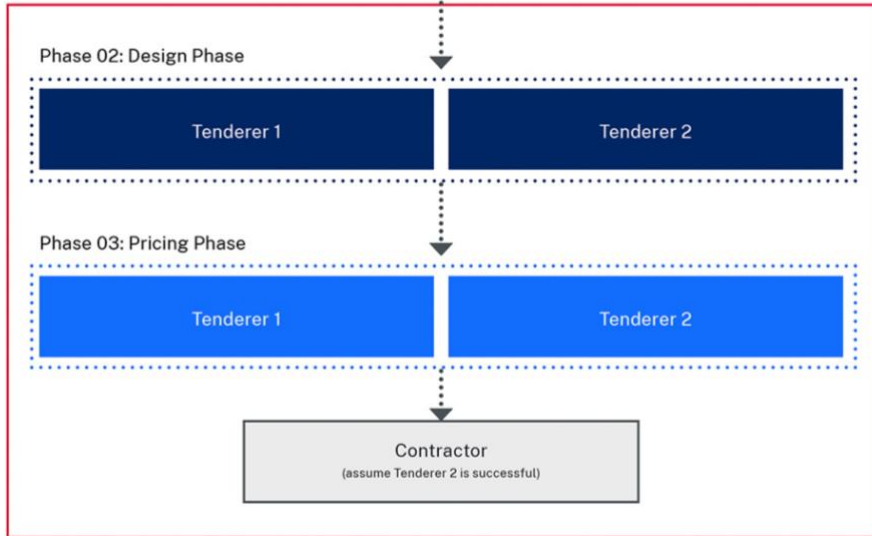 Phase 02: Design Phase
Tenderer 1
Tenderer 2
Phase 03: Pricing Phase
Tenderer 1
Tenderer 2
Contractor
(assume Tenderer 2 is successful)